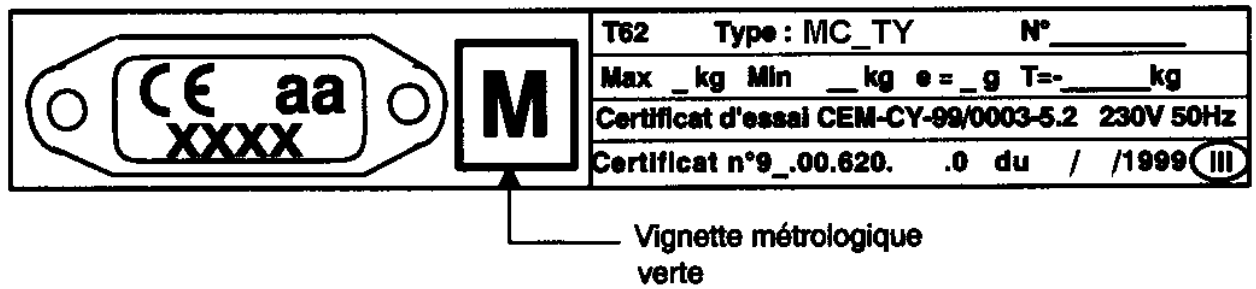 CE aa
XXXX
M
T62 Type : MC_TY N°________
Max _ kg Min __ kg e = _ g T=-______kg
Certificat d'essai CEM-CY-99/0003-5.2 230V 50Hz
Certificat n°9_.00.620. .0 du / /1999 III
Vignette métrologique
verte